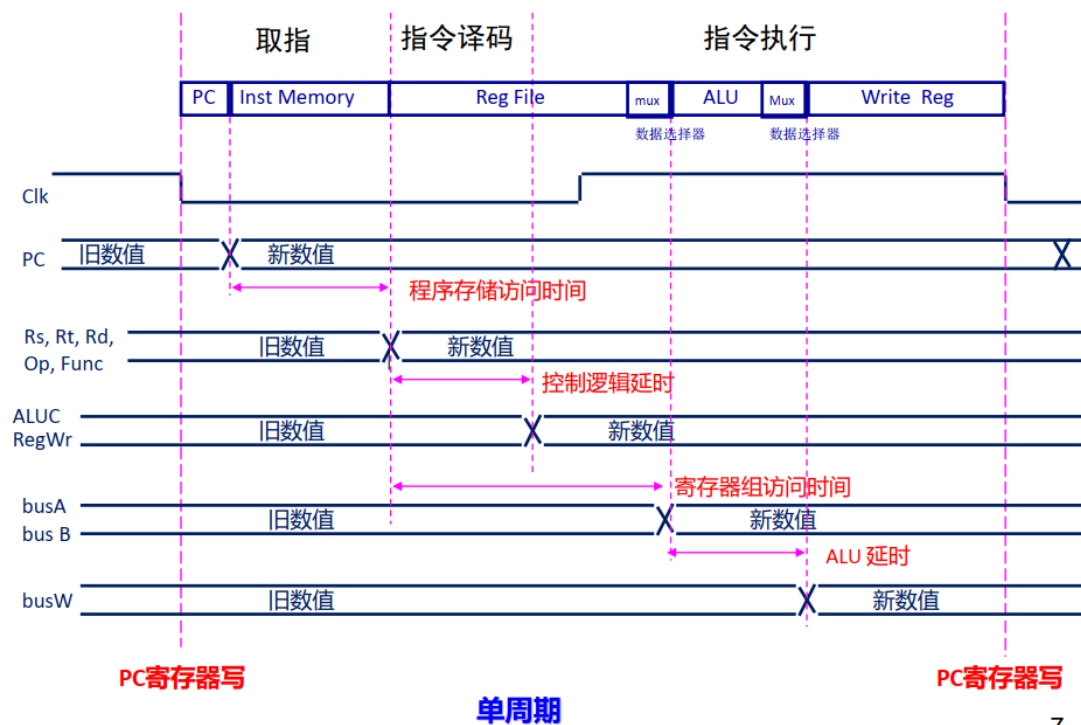 取指 指令译码 指令执行
PC Inst Memory Reg File mux ALU Mux Write Reg
数据选择器 数据选择器
Clk
PC 旧数值 新数值
程序存储访问时间
Rs, Rt, Rd,
Op, Func
旧数值 新数值
控制逻辑延时
ALUC
RegWr
旧数值 新数值
寄存器组访问时间
busA
bus B
旧数值 新数值
ALU 延时
busW 旧数值 新数值
PC寄存器写 PC寄存器写
单周期